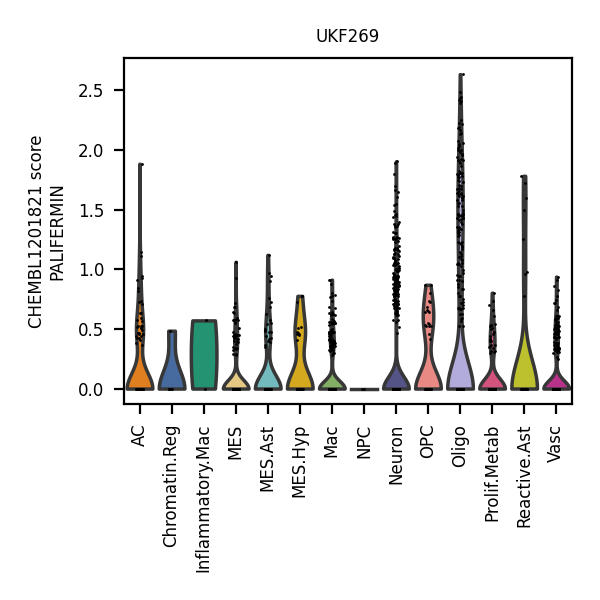 UKF269
CHEMBL1201821 score
PALIFERMIN
2.5
2.0
1.5
1.0
0.5
0.0
AC
Chromatin.Reg
Inflammatory.Mac
MES
MES.Ast
MES.Hyp
Mac
NPC
Neuron
OPC
Oligo
Prolif.Metab
Reactive.Ast
Vasc